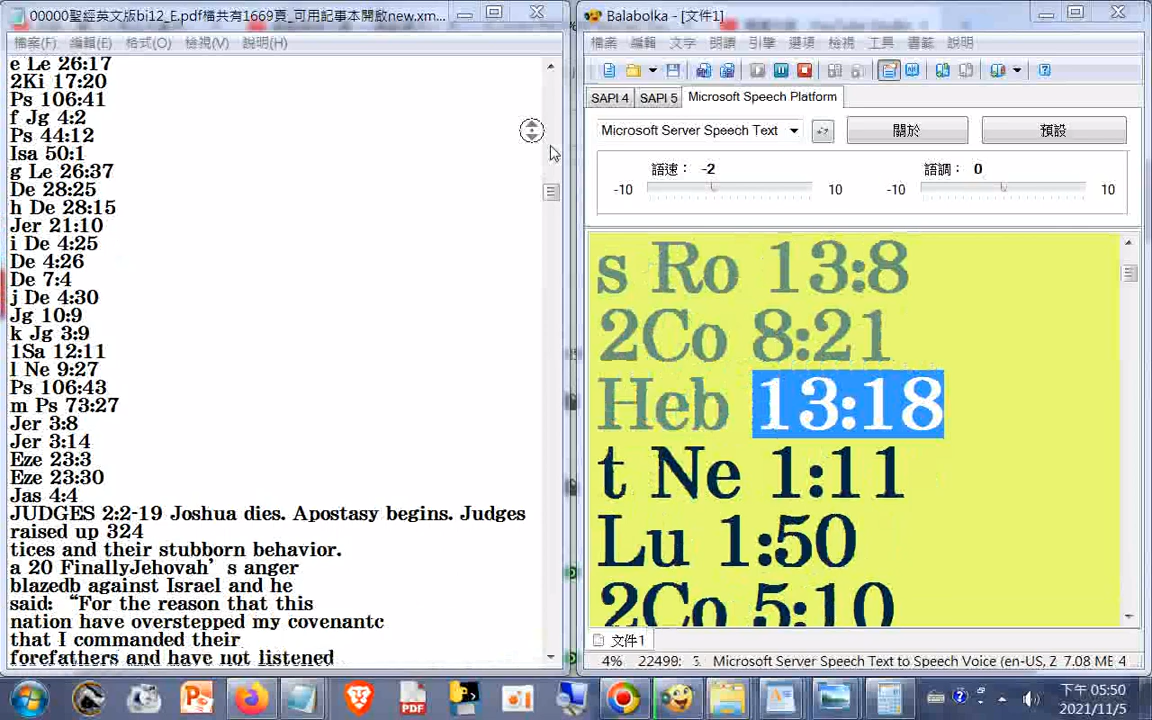 00000聖經英文版bi12_E.pdf檔共有1669頁_可用記事本開啟new.xm...
檔案(F) 編輯(E) 格式(O) 檢視(V) 說明(H)
e Le 26:17
2Ki 17:20
Ps 106:41
f Jg 4:2
Ps 44:12
Isa 50:1
g Le 26:37
De 28:25
h De 28:15
Jer 21:10
i De 4:25
De 4:26
De 7:4
j De 4:30
Jg 10:9
k Jg 3:9
1Sa 12:11
l Ne 9:27
Ps 106:43
m Ps 73:27
Jer 3:8
Jer 3:14
Eze 23:3
Eze 23:30
Jas 4:4
JUDGES 2:2-19 Joshua dies. Apostasy begins. Judges
raised up 324
tices and their stubborn behavior.
a 20 FinallyJehovah’s anger
blazedb against Israel and he
said: “For the reason that this
nation have overstepped my covenantc
that I commanded their
forefathers and have not listened
Balabolka - [文件1]
檔案 編輯 文字 朗讀 引擎 選項 檢視 工具 書籤 說明
SAPI 4 SAPI 5 Microsoft Speech Platform
Microsoft Server Speech Text 關於 預設
語速： -2 語調： 0
-10 10 -10 10
s Ro 13:8
2Co 8:21
Heb 13:18
t Ne 1:11
Lu 1:50
2Co 5:10
文件1
4% 22499: Microsoft Server Speech Text to Speech Voice (en-US, 7.08 MB 4
PDF
下午 05:50
2021/11/5